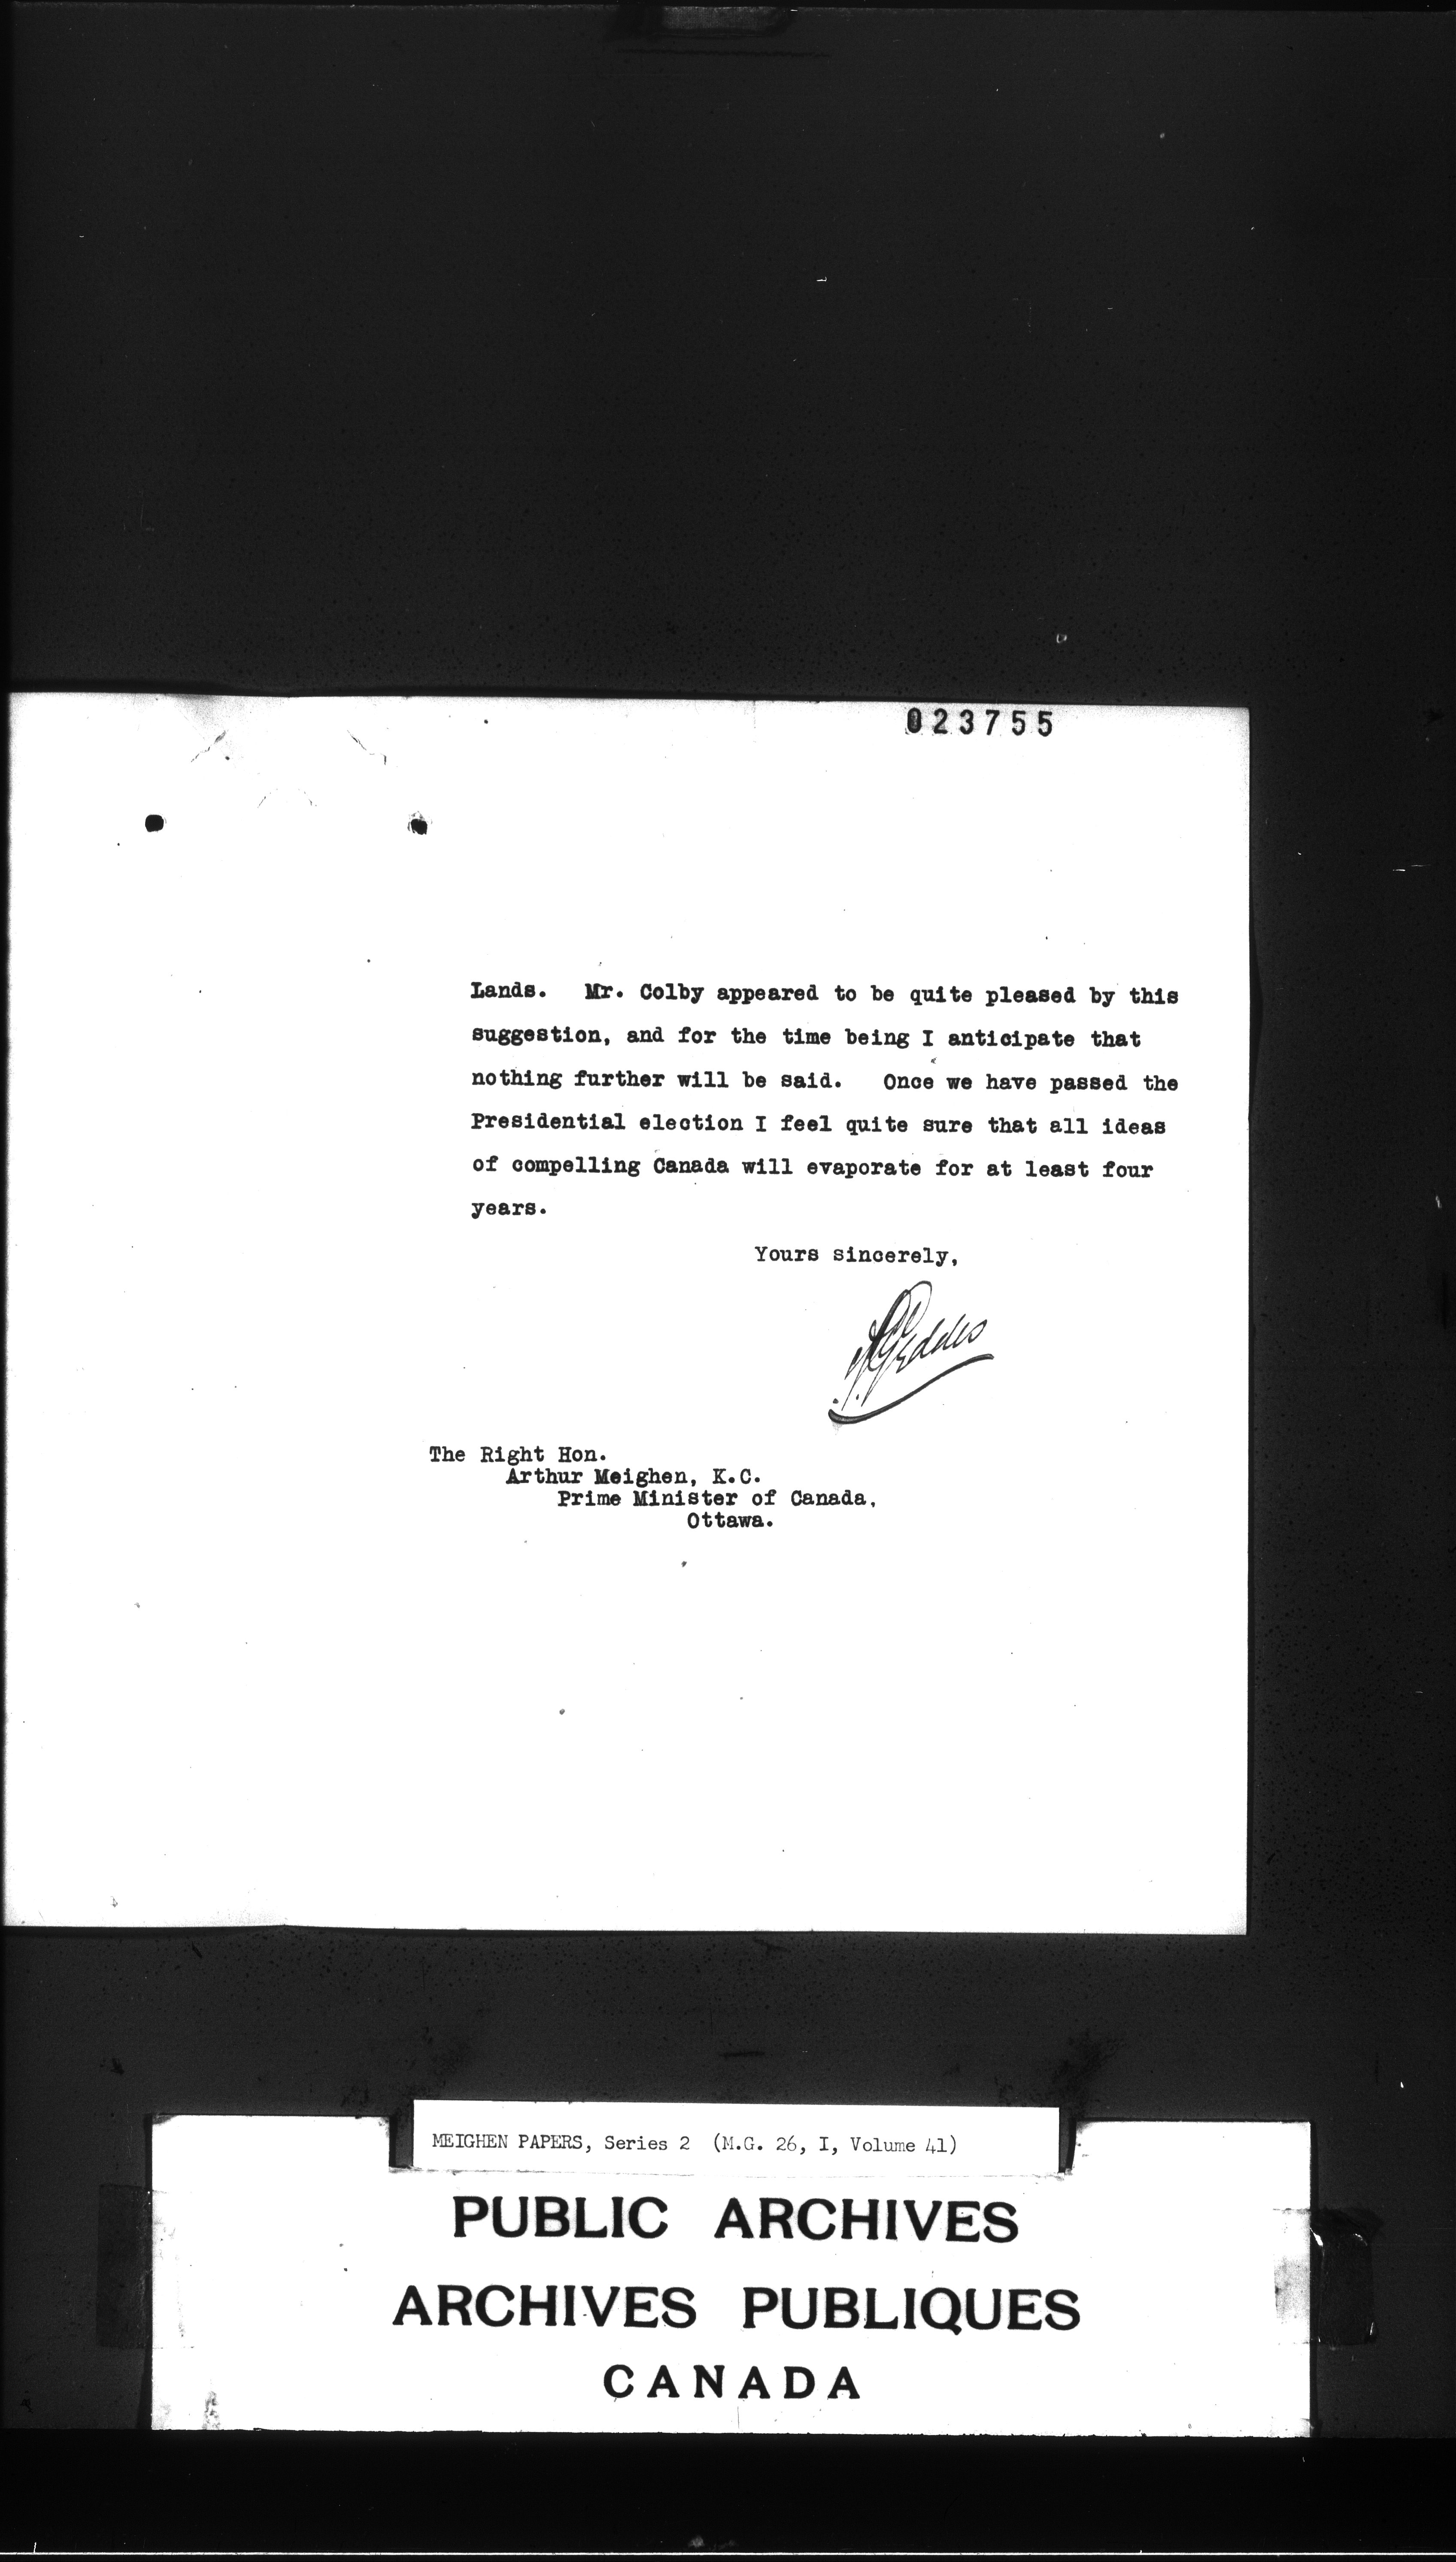 023755
Lands. Mr. Colby appeared to be quite pleased by this
suggestion, and for the time being I anticipate that
nothing further will be said. Once we have passed the
Presidential election I feel quite sure that all ideas
of compelling Canada will evaporate for at least four
years.
Yours sincerely,
A Geddes
The Right Hon.
Arthur Meighen, K.C.
Prime Minister of Canada,
Ottawa.
MEIGHEN PAPERS, Series 2 (M.G. 26, I, Volume 41)
PUBLIC ARCHIVES
ARCHIVES PUBLIQUES
CANADA